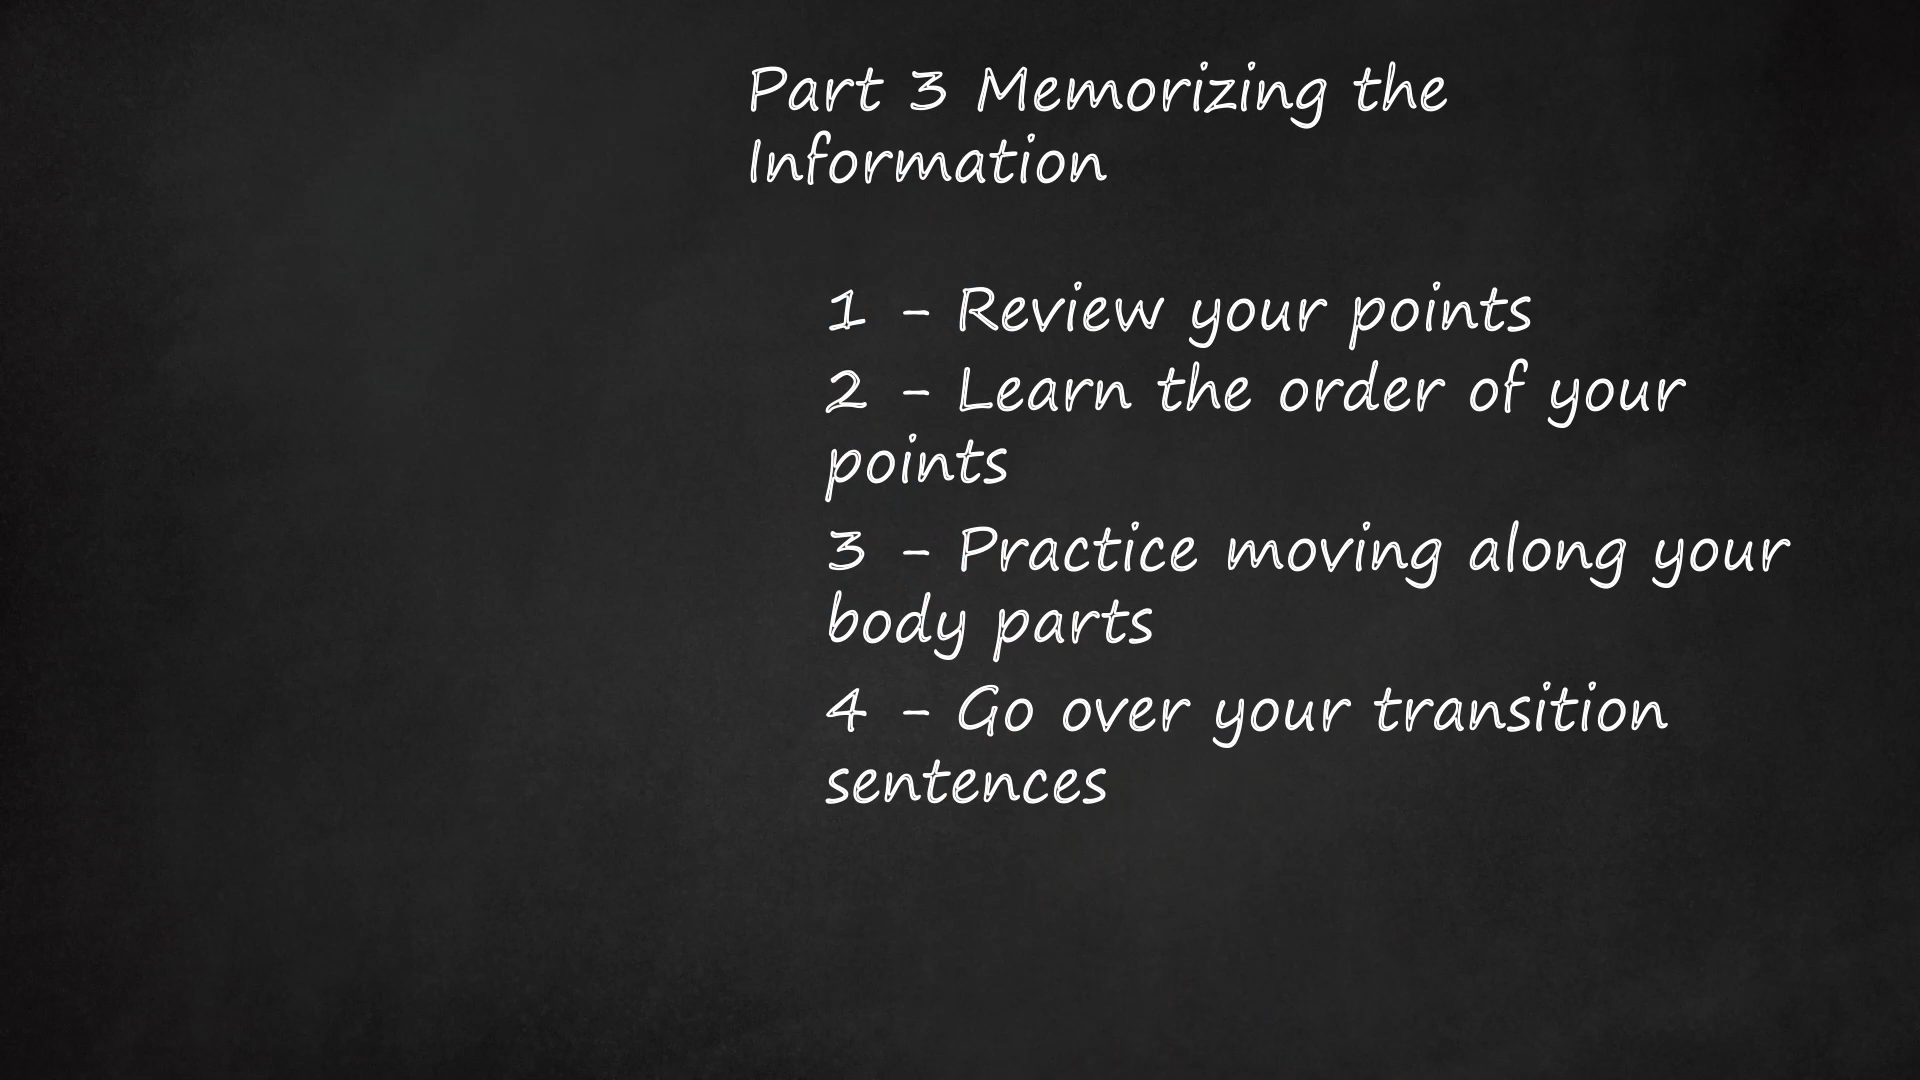 Part 3 Memorizing the
Information
1 - Review your points
2 - Learn the order of your
points
3 - Practice moving along your
body parts
4 - Go over your transition
sentences